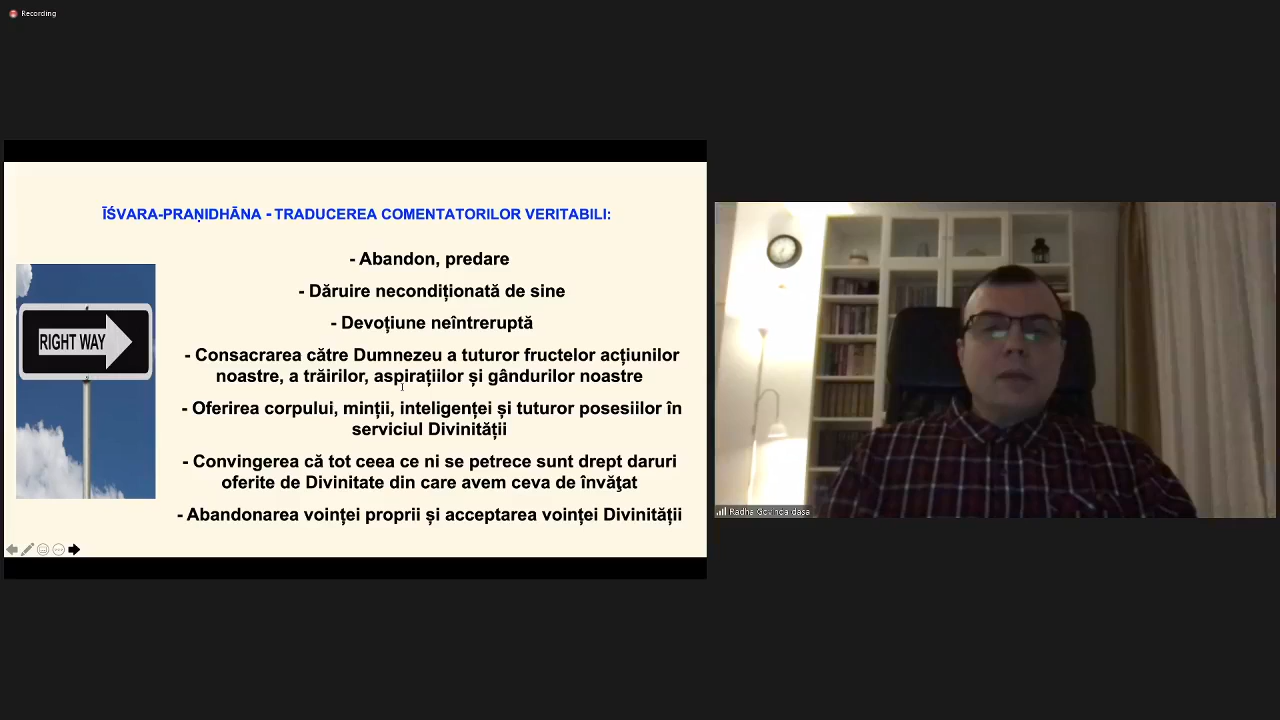 Recording
ĪŚVARA-PRAṆIDHĀNA - TRADUCEREA COMENTATORILOR VERITABILI:
- Abandon, predare
- Dăruire necondiționată de sine
- Devoțiune neîntreruptă
- Consacrarea către Dumnezeu a tuturor fructelor acțiunilor
noastre, a trăirilor, aspirațiilor și gândurilor noastre
- Oferirea corpului, minții, inteligenței și tuturor posesiilor în
serviciul Divinității
- Convingerea că tot ceea ce ni se petrece sunt drept daruri
oferite de Divinitate din care avem ceva de învăţat
- Abandonarea voinței proprii și acceptarea voinței Divinității
RIGHT WAY
Radha Govinda dasa